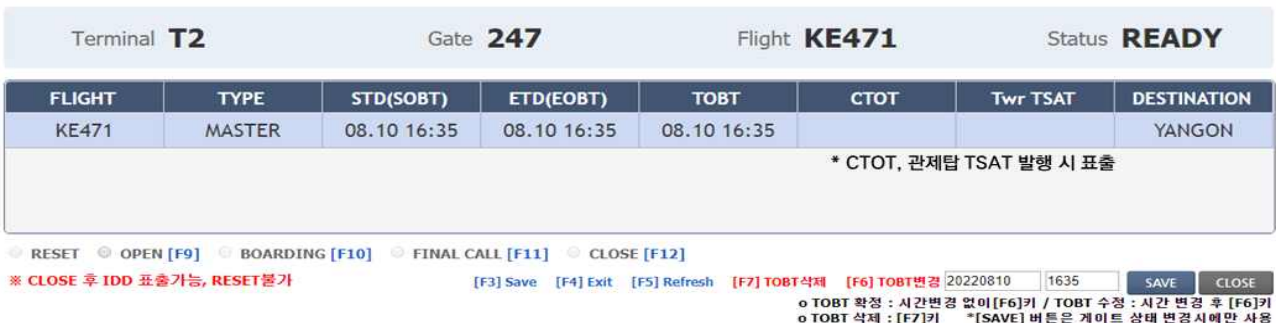 Terminal T2 Gate 247 Flight KE471 Status READY
FLIGHT TYPE STD(SOBT) ETD(EOBT) TOBT CTOT Twr TSAT DESTINATION
KE471 MASTER 08.10 16:35 08.10 16:35 08.10 16:35 YANGON
* CTOT, 관제탑 TSAT 발행 시 표출
RESET OPEN [F9] BOARDING [F10] FINAL CALL [F11] CLOSE [F12]
※ CLOSE 후 IDD 표출가능, RESET불가 [F3] Save [F4] Exit [F5] Refresh [F7] TOBT삭제 [F6] TOBT변경 20220810 1635 SAVE CLOSE
o TOBT 확정 : 시간변경 없이[F6]키 / TOBT 수정 : 시간 변경 후 [F6]키
o TOBT 삭제 : [F7]키 *[SAVE] 버튼은 게이트 상태 변경시에만 사용